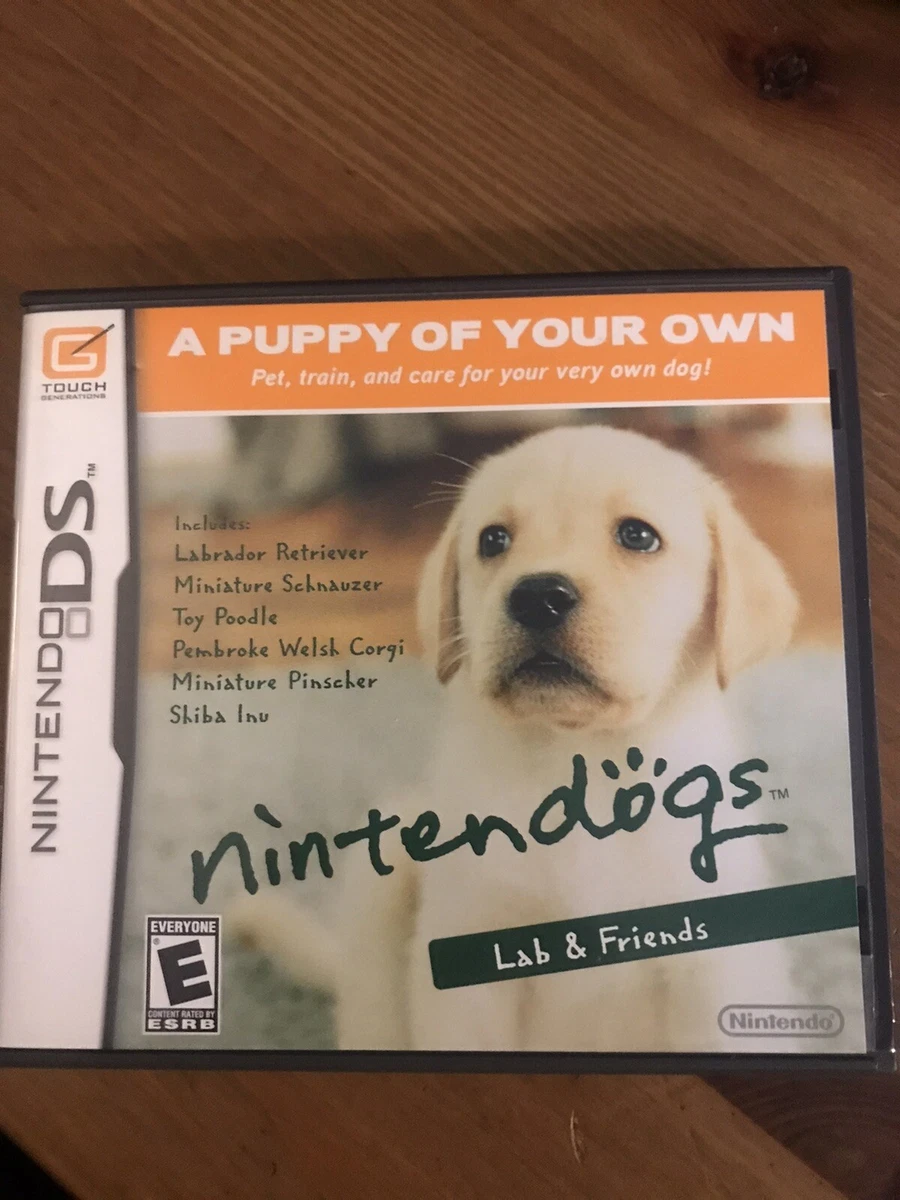 A PUPPY OF YOUR OWN
Pet, train, and care for your very own dog!
TOUCH
GENERATIONS
NINTENDO DS™
Includes:
Labrador Retriever
Miniature Schnauzer
Toy Poodle
Pembroke Welsh Corgi
Miniature Pinscher
Shiba Inu
nintendögs™
Lab & Friends
EVERYONE
E
CONTENT RATED BY
ESRB
Nintendo®